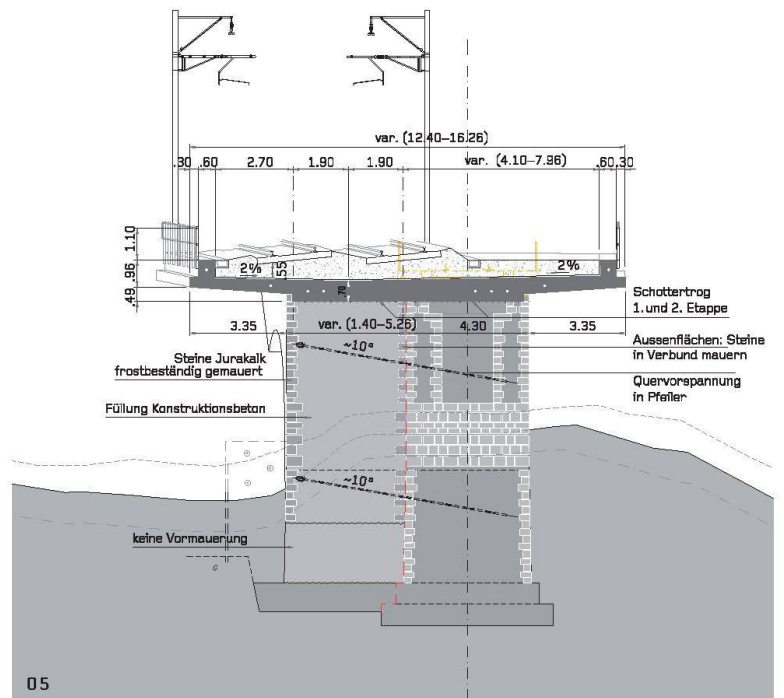 var. (12.40–16.26)
.30 .60 2.70 1.90 1.90 var. (4.10–7.96) .60 .30
1.10
.96
.49
2% .55 2%
70
3.35 var. (1.40–5.26) 4.30 3.35
Schottertrog
1. und 2. Etappe
Steine Jurakalk
frostbeständig gemauert
~10°
Aussenflächen: Steine
in Verbund mauern
Quervorspannung
in Pfeiler
Füllung Konstruktionsbeton
~10°
keine Vormauerung
05